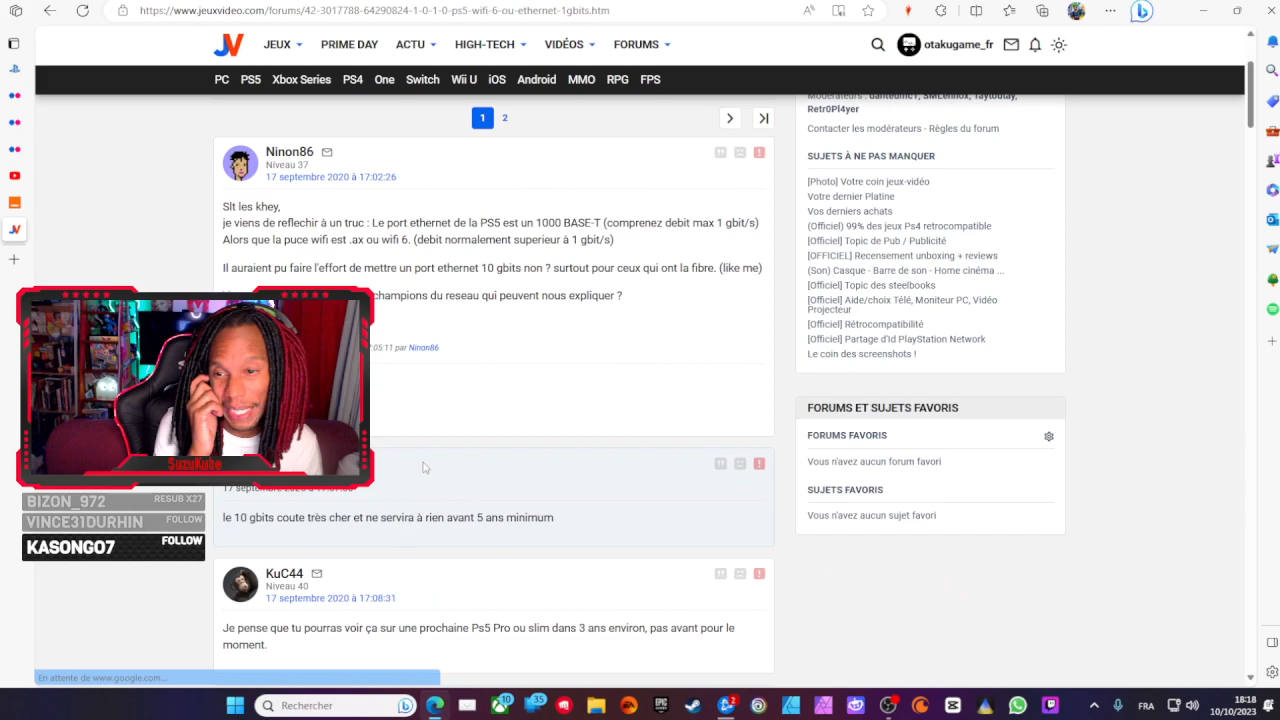 https://www.jeuxvideo.com/forums/42-3017788-64290824-1-0-1-0-ps5-wifi-6-ou-ethernet-1gbits.htm
JV JEUX PRIME DAY ACTU HIGH-TECH VIDÉOS FORUMS otakugame_fr
PC PS5 Xbox Series PS4 One Switch Wii U iOS Android MMO RPG FPS
1 2
Ninon86
Niveau 37
17 septembre 2020 à 17:02:26
Slt les khey,
je viens de reflechir à un truc : Le port ethernet de la PS5 est un 1000 BASE-T (comprenez debit max 1 gbit/s)
Alors que la puce wifi est .ax ou wifi 6. (debit normalement superieur à 1 gbit/s)
Il auraient pu faire l'effort de mettre un port ethernet 10 gbits non ? surtout pour ceux qui ont la fibre. (like me)
champions du reseau qui peuvent nous expliquer ?
:05:11 par Ninon86
le 10 gbits coute très cher et ne servira à rien avant 5 ans minimum
KuC44
Niveau 40
17 septembre 2020 à 17:08:31
Je pense que tu pourras voir ça sur une prochaine Ps5 Pro ou slim dans 3 ans environ, pas avant pour le
moment.
Modérateurs : danteumc1, SMLennox, Taytoday,
Retr0Pl4yer
Contacter les modérateurs - Règles du forum
SUJETS À NE PAS MANQUER
[Photo] Votre coin jeux-vidéo
Votre dernier Platine
Vos derniers achats
(Officiel) 99% des jeux Ps4 retrocompatible
[Officiel] Topic de Pub / Publicité
[OFFICIEL] Recensement unboxing + reviews
(Son) Casque - Barre de son - Home cinéma ...
[Officiel] Topic des steelbooks
[Officiel] Aide/choix Télé, Moniteur PC, Vidéo
Projecteur
[Officiel] Rétrocompatibilité
[Officiel] Partage d'Id PlayStation Network
Le coin des screenshots !
FORUMS ET SUJETS FAVORIS
FORUMS FAVORIS
Vous n'avez aucun forum favori
SUJETS FAVORIS
Vous n'avez aucun sujet favori
SuzuKube
BIZON_972 RESUB X27
VINCE31DURHIN FOLLOW
KASONGO7 FOLLOW
En attente de www.google.com...
Rechercher
10
35
2
18:18
10/10/2023